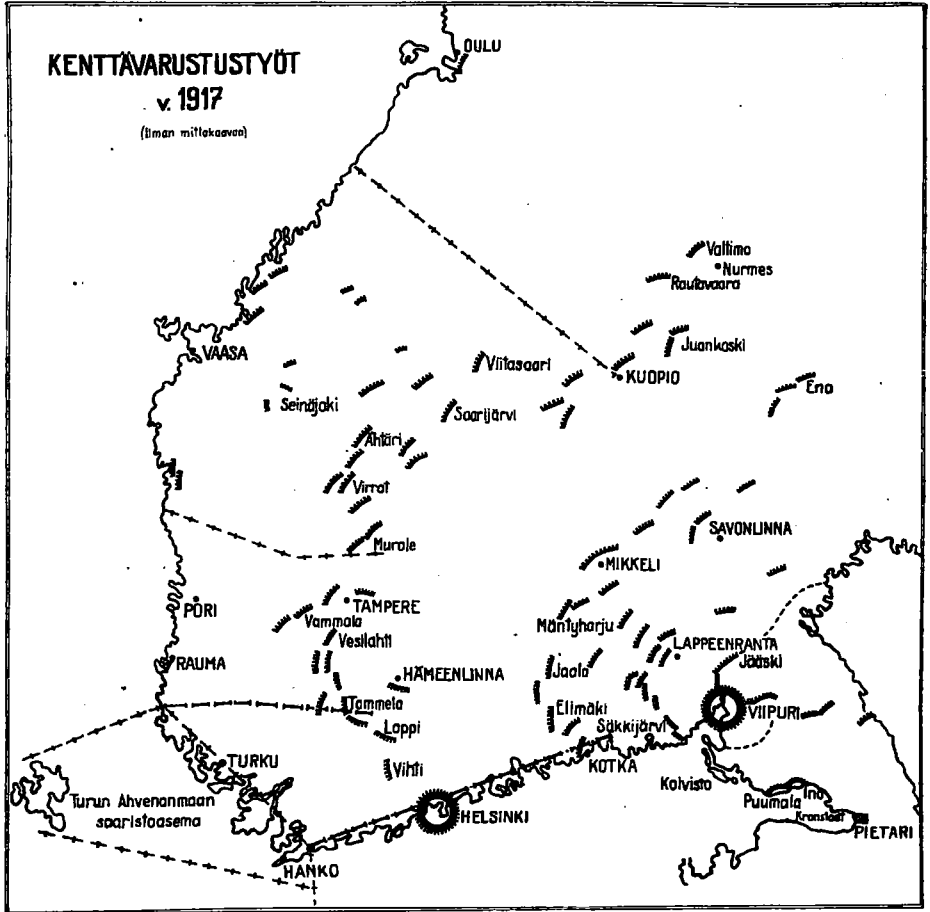 KENTTÄVARUSTUSTYÖT
v. 1917
(Ilman mittakaavaa)
OULU
Valtimo
Nurmes
Rautavaara
Juankoski
VAASA
Viitasaari
KUOPIO
Eno
Seinäjoki
Saarijärvi
Ähtäri
Virrat
SAVONLINNA
Murole
MIKKELI
PORI
TAMPERE
Vammala
Mäntyharju
Vesilahti
LAPPEENRANTA
RAUMA
Jääski
HÄMEENLINNA
Jaala
Tammela
Elimäki
VIIPURI
Loppi
Säkkijärvi
TURKU
Vihti
KOTKA
Koivisto
Turun Ahvenanmaan
saaristoasema
Puumala
Ino
HELSINKI
Kronstadt
PIETARI
HANKO